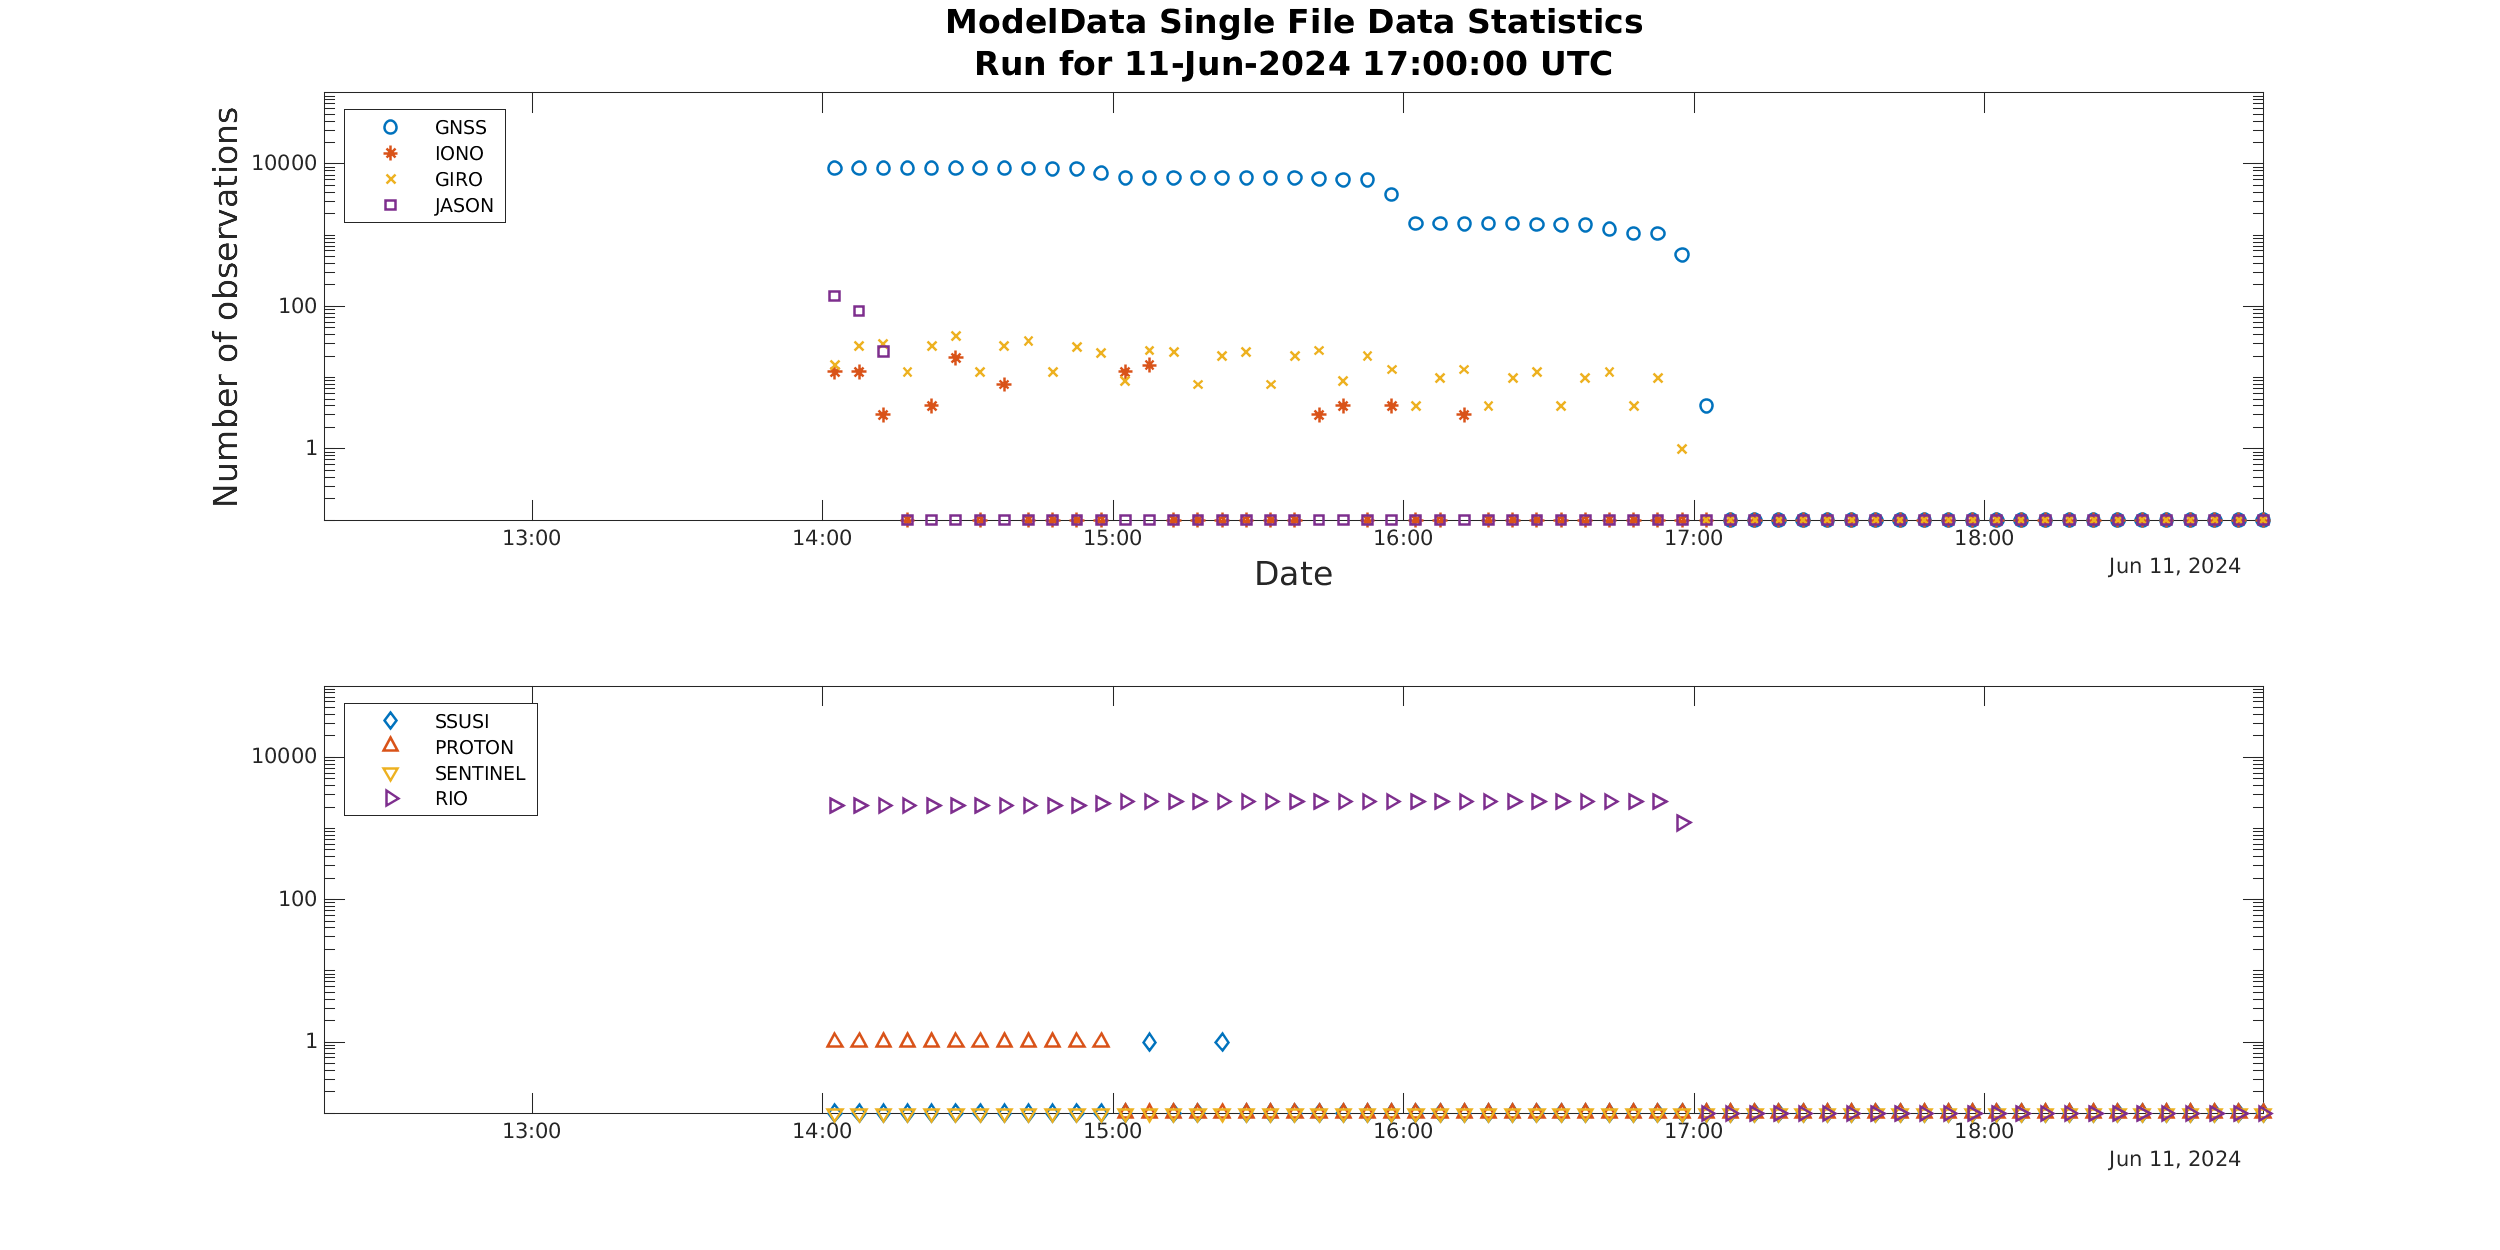 ModelData Single File Data Statistics
Run for 11-Jun-2024 17:00:00 UTC
Number of observations
10000
100
1
GNSS
IONO
GIRO
JASON
13:00 14:00 15:00 16:00 17:00 18:00
Jun 11, 2024
Date
10000
100
1
SSUSI
PROTON
SENTINEL
RIO
13:00 14:00 15:00 16:00 17:00 18:00
Jun 11, 2024